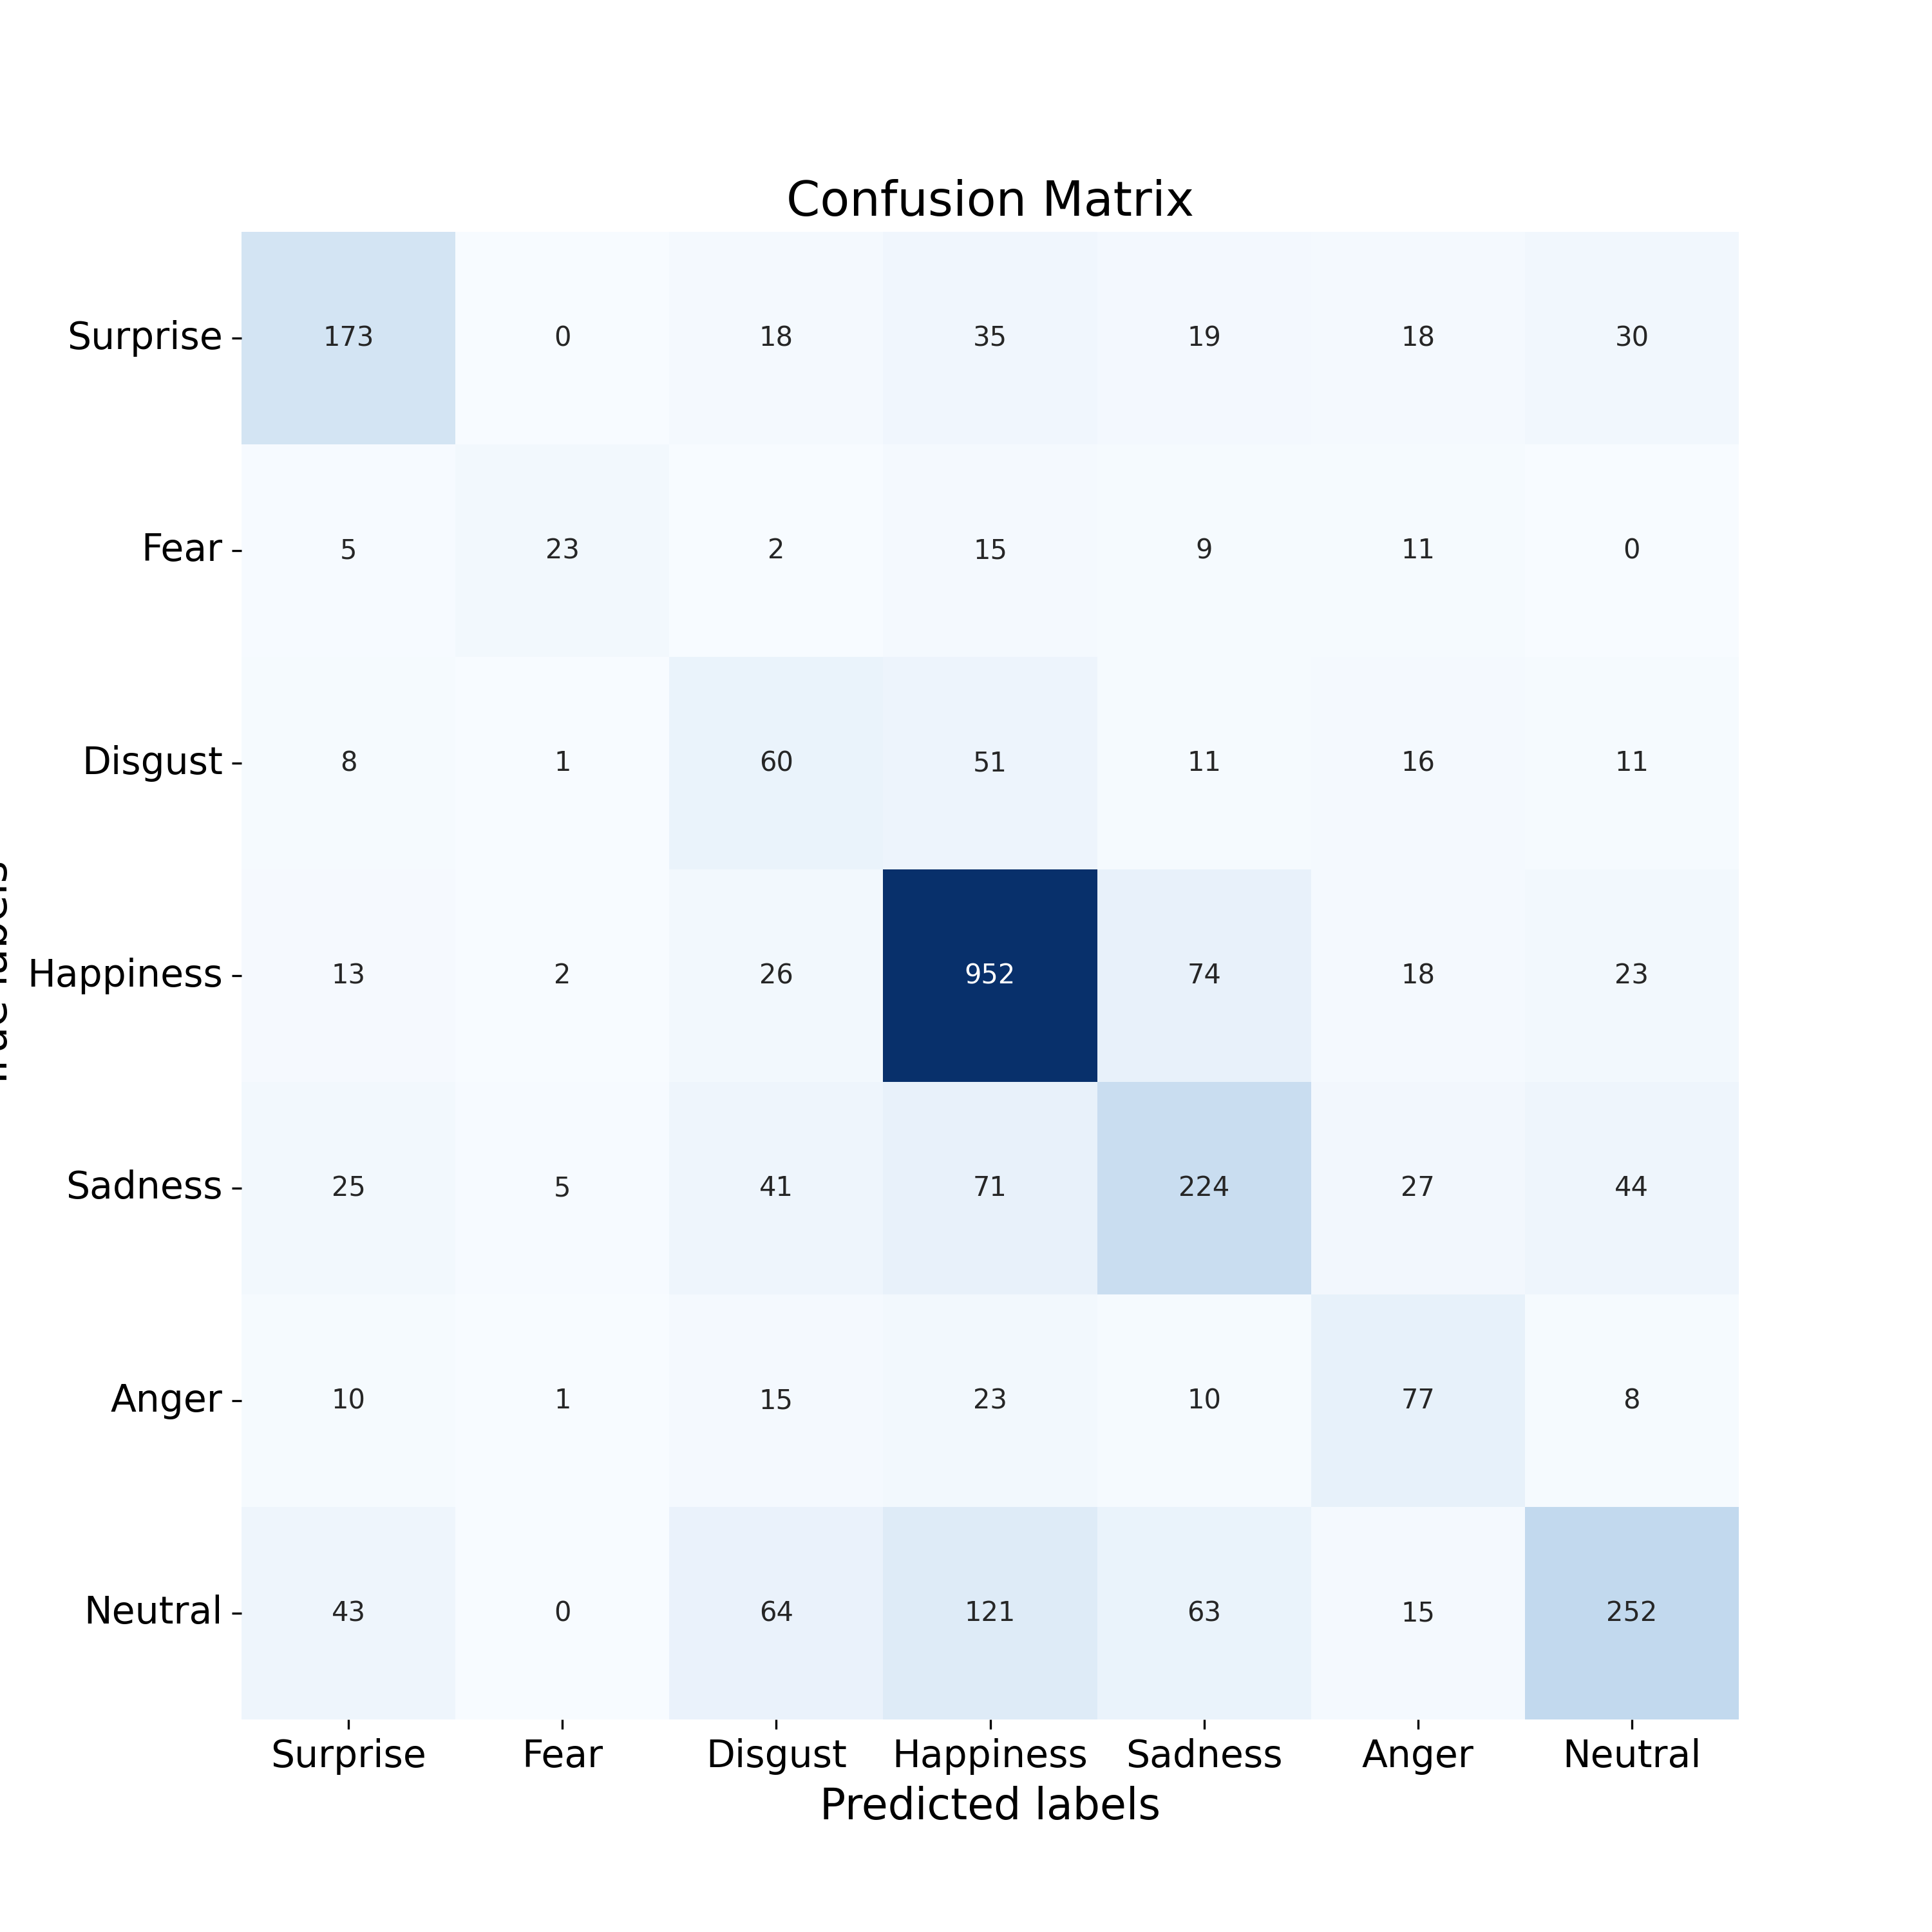 Confusion Matrix
Surprise 173 0 18 35 19 18 30
Fear 5 23 2 15 9 11 0
Disgust 8 1 60 51 11 16 11
Happiness 13 2 26 952 74 18 23
Sadness 25 5 41 71 224 27 44
Anger 10 1 15 23 10 77 8
Neutral 43 0 64 121 63 15 252
Surprise Fear Disgust Happiness Sadness Anger Neutral
Predicted labels